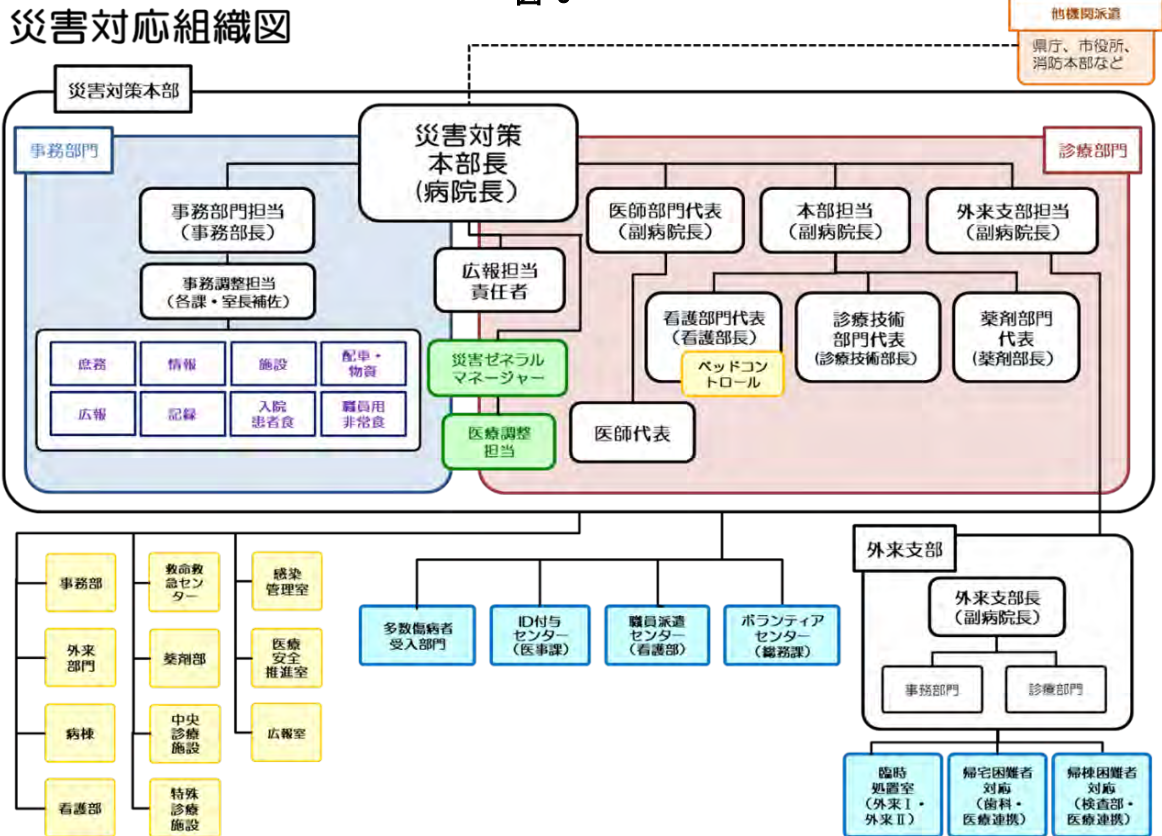 災害対応組織図
他機関派遣
県庁、市役所、
消防本部など
災害対策本部
災害対策
本部長
(病院長)
事務部門
診療部門
事務部門担当
(事務部長)
医師部門代表
(副病院長)
本部担当
(副病院長)
外来支部担当
(副病院長)
事務調整担当
(各課・室長補佐)
広報担当
責任者
看護部門代表
(看護部長)
ベッドコン
トロール
診療技術
部門代表
(診療技術部長)
薬剤部門
代表
(薬剤部長)
庶務
情報
施設
配車・
物資
広報
記録
入院
患者食
職員用
非常食
災害ゼネラル
マネージャー
医療調整
担当
医師代表
事務部
救命救
急セン
ター
感染
管理室
外来
部門
薬剤部
医療
安全
推進室
病棟
中央
診療
施設
広報室
看護部
特殊
診療
施設
多数傷病者
受入部門
ID付与
センター
(医事課)
職員派遣
センター
(看護部)
ボランティア
センター
(総務課)
外来支部
外来支部長
(副病院長)
事務部門
診療部門
臨時
処置室
(外来Ⅰ・
外来Ⅱ)
帰宅困難者
対応
(歯科・
医療連携)
帰棟困難者
対応
(検査部・
医療連携)